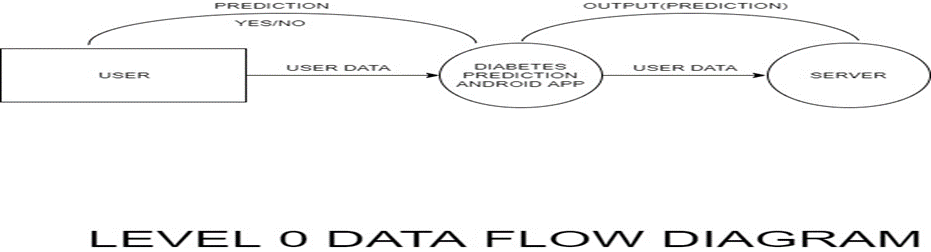 PREDICTION
YES/NO
OUTPUT(PREDICTION)
USER
USER DATA
DIABETES
PREDICTION
ANDROID APP
USER DATA
SERVER
LEVEL 0 DATA FLOW DIAGRAM